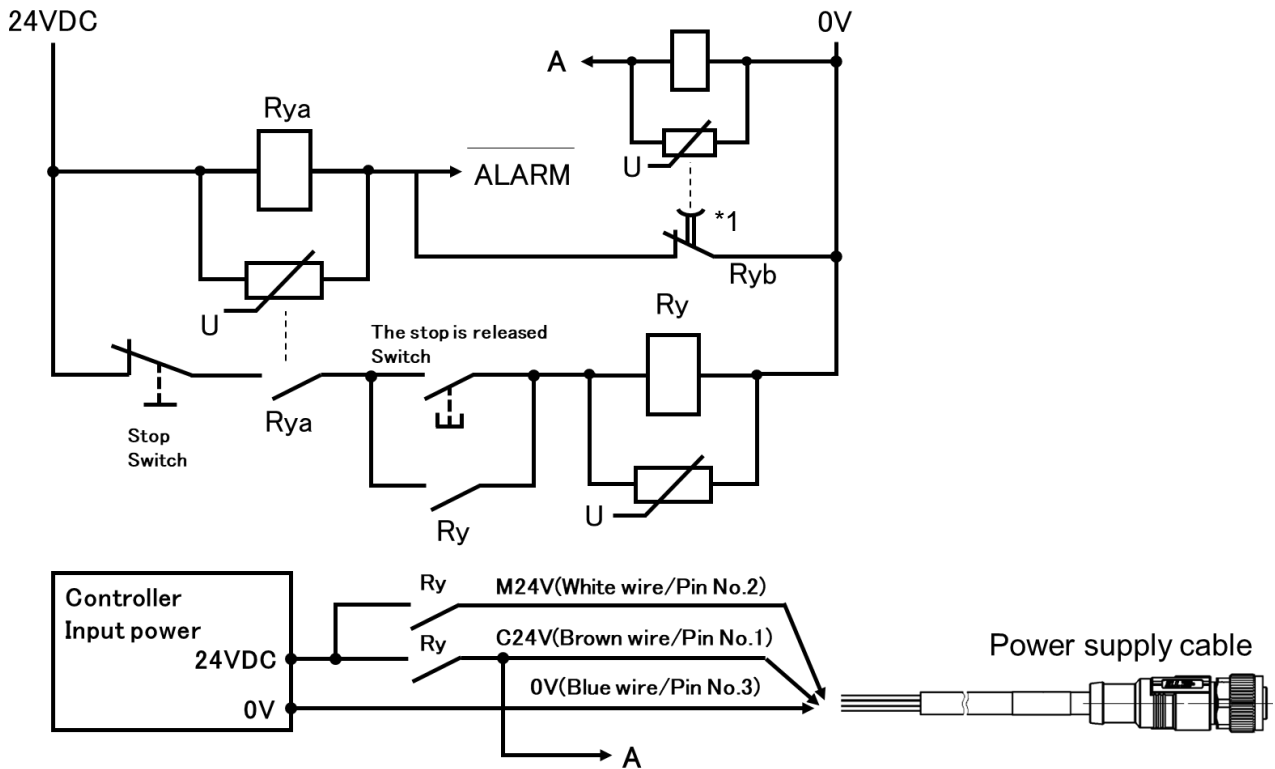 24VDC
0V
A
Rya
U
ALARM
*1
Ryb
U
Ry
The stop is released
Switch
Rya
Stop
Switch
U
Ry
Controller
Input power
24VDC
0V
Ry
M24V(White wire/Pin No.2)
Ry
C24V(Brown wire/Pin No.1)
0V(Blue wire/Pin No.3)
A
Power supply cable